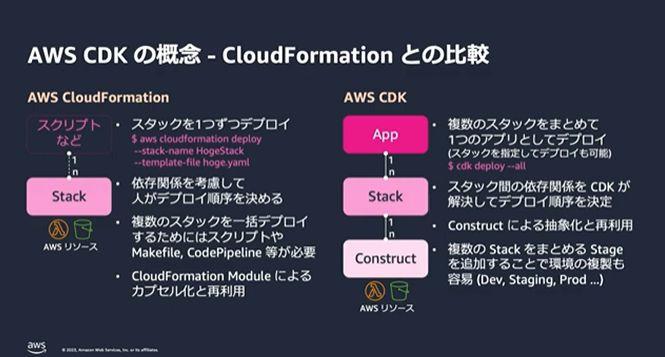 AWS CDK の概念 - CloudFormation との比較
AWS CloudFormation
スクリプト
など
1
n
Stack
AWS リソース
• スタックを1つずつデプロイ
$ aws cloudformation deploy
--stack-name HogeStack
--template-file hoge.yaml
• 依存関係を考慮して
人がデプロイ順序を決める
• 複数のスタックを一括デプロイ
するためにはスクリプトや
Makefile, CodePipeline 等が必要
• CloudFormation Module による
カプセル化と再利用
AWS CDK
App
1
n
Stack
1
n
Construct
AWS リソース
• 複数のスタックをまとめて
1つのアプリとしてデプロイ
(スタックを指定してデプロイも可能)
$ cdk deploy --all
• スタック間の依存関係を CDK が
解決してデプロイ順序を決定
• Construct による抽象化と再利用
• 複数の Stack をまとめる Stage
を追加することで環境の複製も
容易 (Dev, Staging, Prod ...)
aws
© 2023, Amazon Web Services, Inc. or its affiliates.